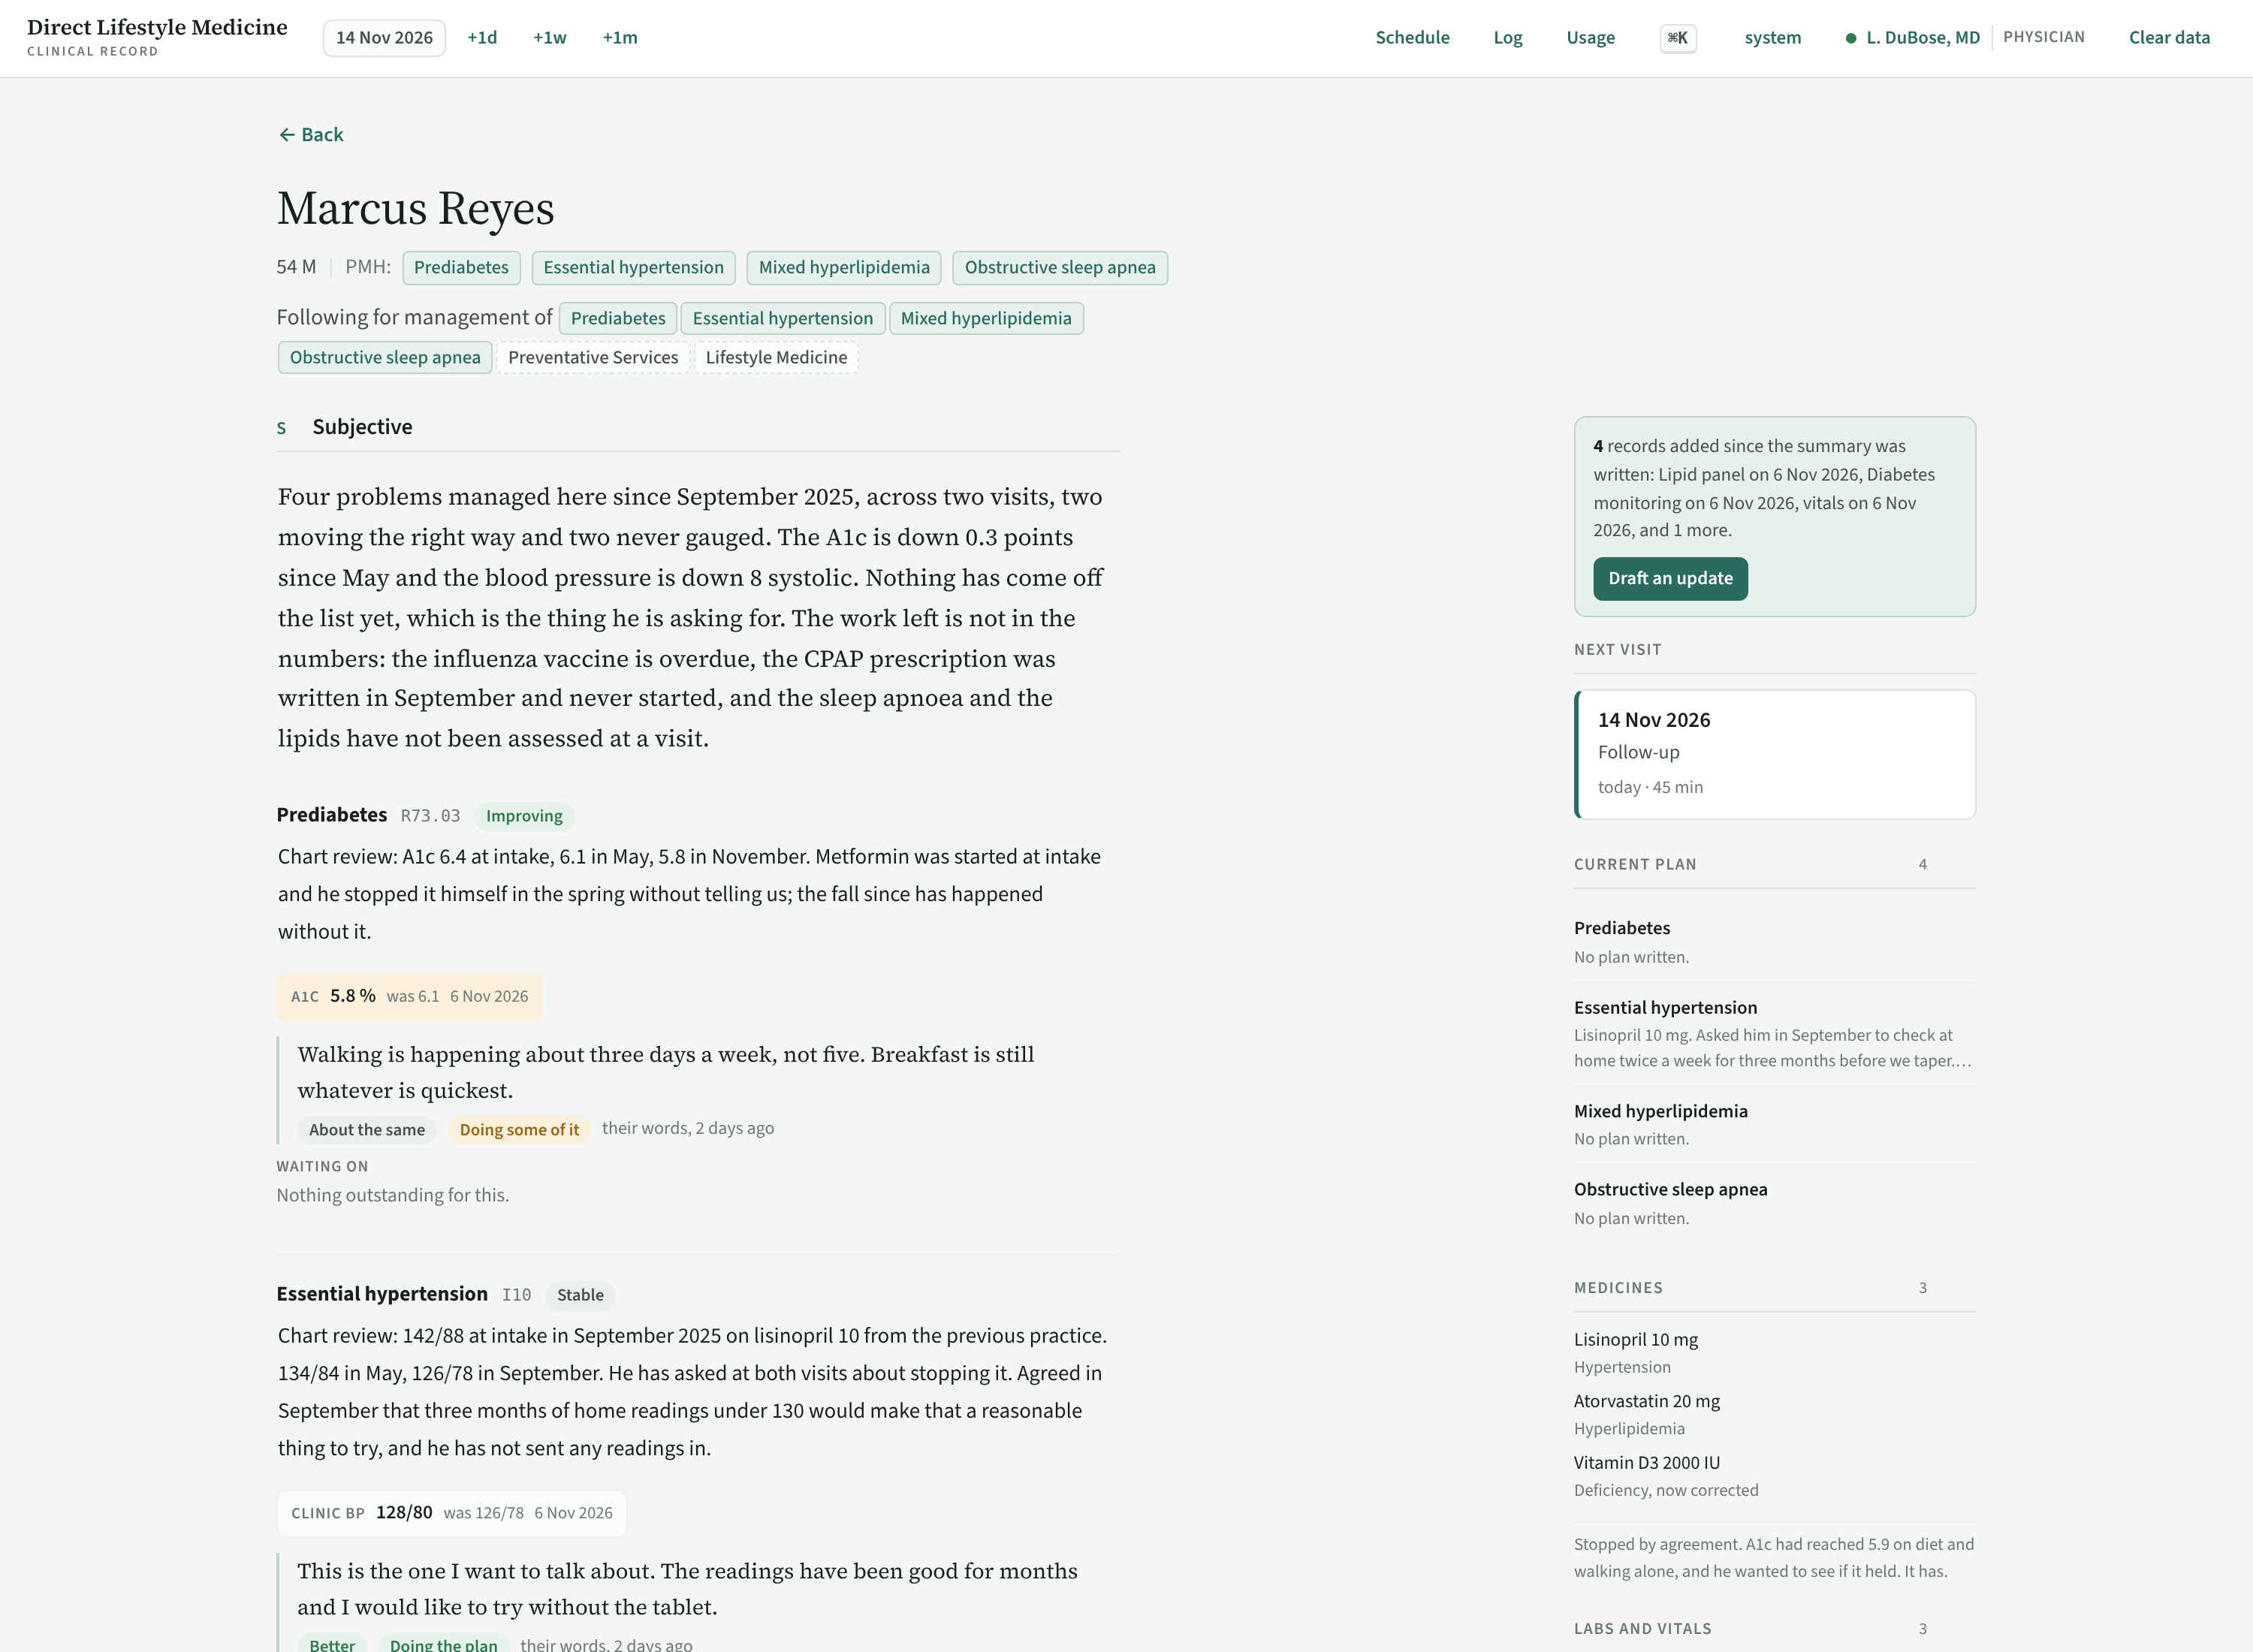 Direct Lifestyle Medicine
CLINICAL RECORD
14 Nov 2026
+1d
+1w
+1m
Schedule
Log
Usage
⌘K
system
L. DuBose, MD
PHYSICIAN
Clear data
← Back
Marcus Reyes
54 M PMH: Prediabetes Essential hypertension Mixed hyperlipidemia Obstructive sleep apnea
Following for management of Prediabetes Essential hypertension Mixed hyperlipidemia
Obstructive sleep apnea Preventative Services Lifestyle Medicine
S Subjective
Four problems managed here since September 2025, across two visits, two
moving the right way and two never gauged. The A1c is down 0.3 points
since May and the blood pressure is down 8 systolic. Nothing has come off
the list yet, which is the thing he is asking for. The work left is not in the
numbers: the influenza vaccine is overdue, the CPAP prescription was
written in September and never started, and the sleep apnoea and the
lipids have not been assessed at a visit.
Prediabetes R73.03 Improving
Chart review: A1c 6.4 at intake, 6.1 in May, 5.8 in November. Metformin was started at intake
and he stopped it himself in the spring without telling us; the fall since has happened
without it.
A1C 5.8 % was 6.1 6 Nov 2026
Walking is happening about three days a week, not five. Breakfast is still
whatever is quickest.
About the same Doing some of it their words, 2 days ago
WAITING ON
Nothing outstanding for this.
Essential hypertension I10 Stable
Chart review: 142/88 at intake in September 2025 on lisinopril 10 from the previous practice.
134/84 in May, 126/78 in September. He has asked at both visits about stopping it. Agreed in
September that three months of home readings under 130 would make that a reasonable
thing to try, and he has not sent any readings in.
CLINIC BP 128/80 was 126/78 6 Nov 2026
This is the one I want to talk about. The readings have been good for months
and I would like to try without the tablet.
Better Doing the plan their words, 2 days ago
4 records added since the summary was
written: Lipid panel on 6 Nov 2026, Diabetes
monitoring on 6 Nov 2026, vitals on 6 Nov
2026, and 1 more.
Draft an update
NEXT VISIT
14 Nov 2026
Follow-up
today · 45 min
CURRENT PLAN 4
Prediabetes
No plan written.
Essential hypertension
Lisinopril 10 mg. Asked him in September to check at
home twice a week for three months before we taper.…
Mixed hyperlipidemia
No plan written.
Obstructive sleep apnea
No plan written.
MEDICINES 3
Lisinopril 10 mg
Hypertension
Atorvastatin 20 mg
Hyperlipidemia
Vitamin D3 2000 IU
Deficiency, now corrected
Stopped by agreement. A1c had reached 5.9 on diet and
walking alone, and he wanted to see if it held. It has.
LABS AND VITALS 3